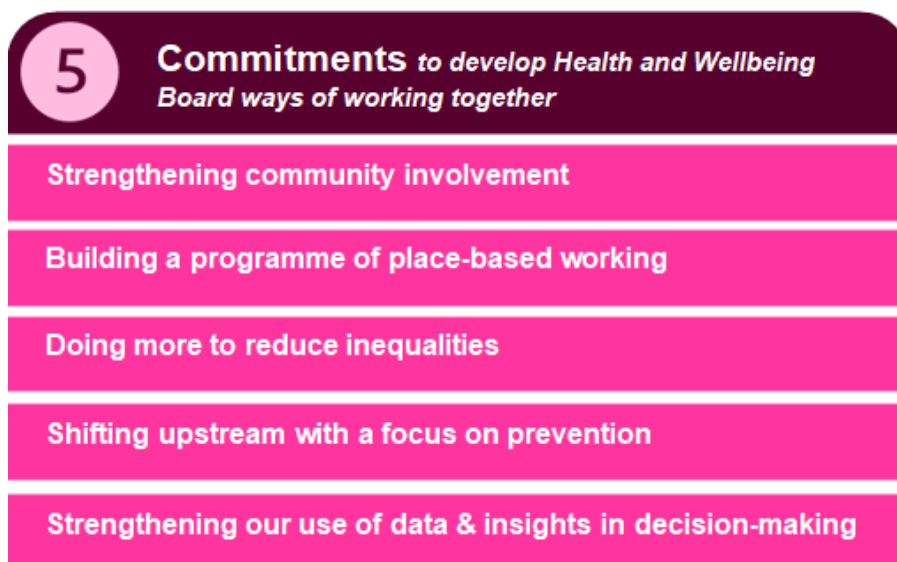 5
Commitments to develop Health and Wellbeing
Board ways of working together
Strengthening community involvement
Building a programme of place-based working
Doing more to reduce inequalities
Shifting upstream with a focus on prevention
Strengthening our use of data & insights in decision-making